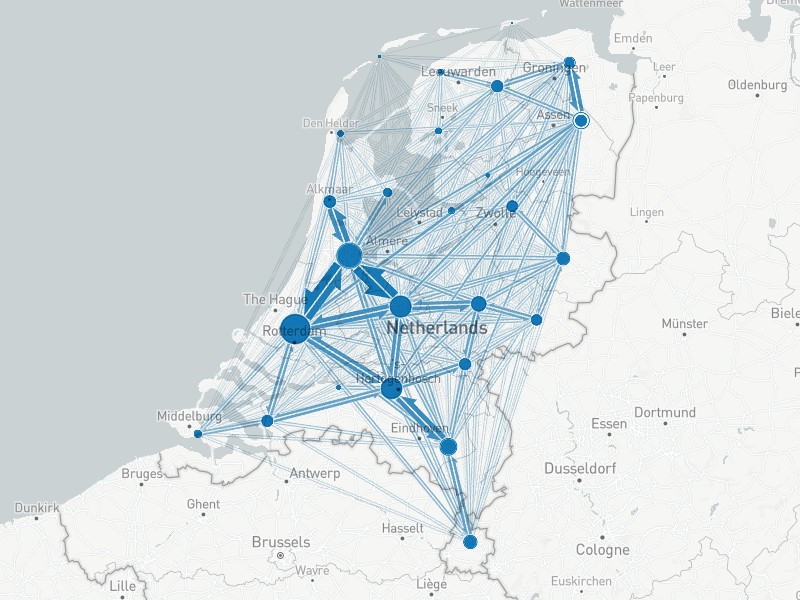 Wattenmeer
Emden
Leer
Leeuwarden
Groningen
Oldenburg
Papenburg
Sneek
Assen
Den Helder
Hoogeveen
Alkmaar
Lelystad
Zwolle
Lingen
Almere
The Hague
Rotterdam
Netherlands
Münster
Biele
Hertogenbosch
Middelburg
Dortmund
Eindhoven
Essen
Bruges
Antwerp
Dusseldorf
Dunkirk
Ghent
Hasselt
Brussels
Cologne
Wavre
Lille
Liège
Euskirchen